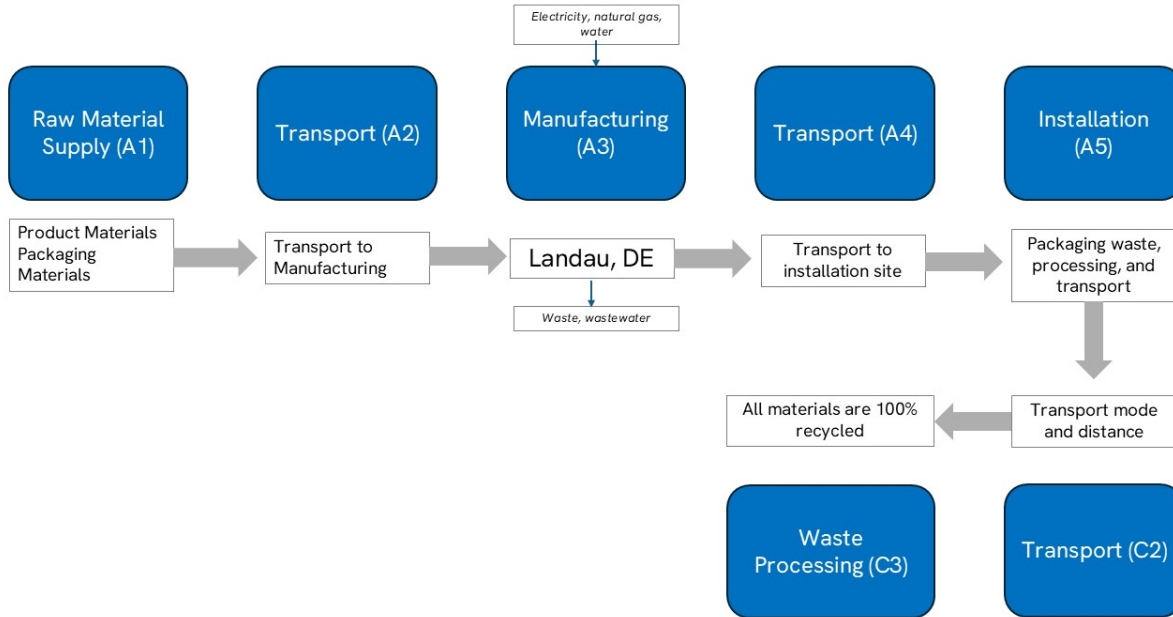 Electricity, natural gas,
water
Raw Material
Supply (A1)
Transport (A2)
Manufacturing
(A3)
Transport (A4)
Installation
(A5)
Product Materials
Packaging
Materials
Transport to
Manufacturing
Landau, DE
Transport to
installation site
Packaging waste,
processing, and
transport
Waste, wastewater
All materials are 100%
recycled
Transport mode
and distance
Waste
Processing (C3)
Transport (C2)